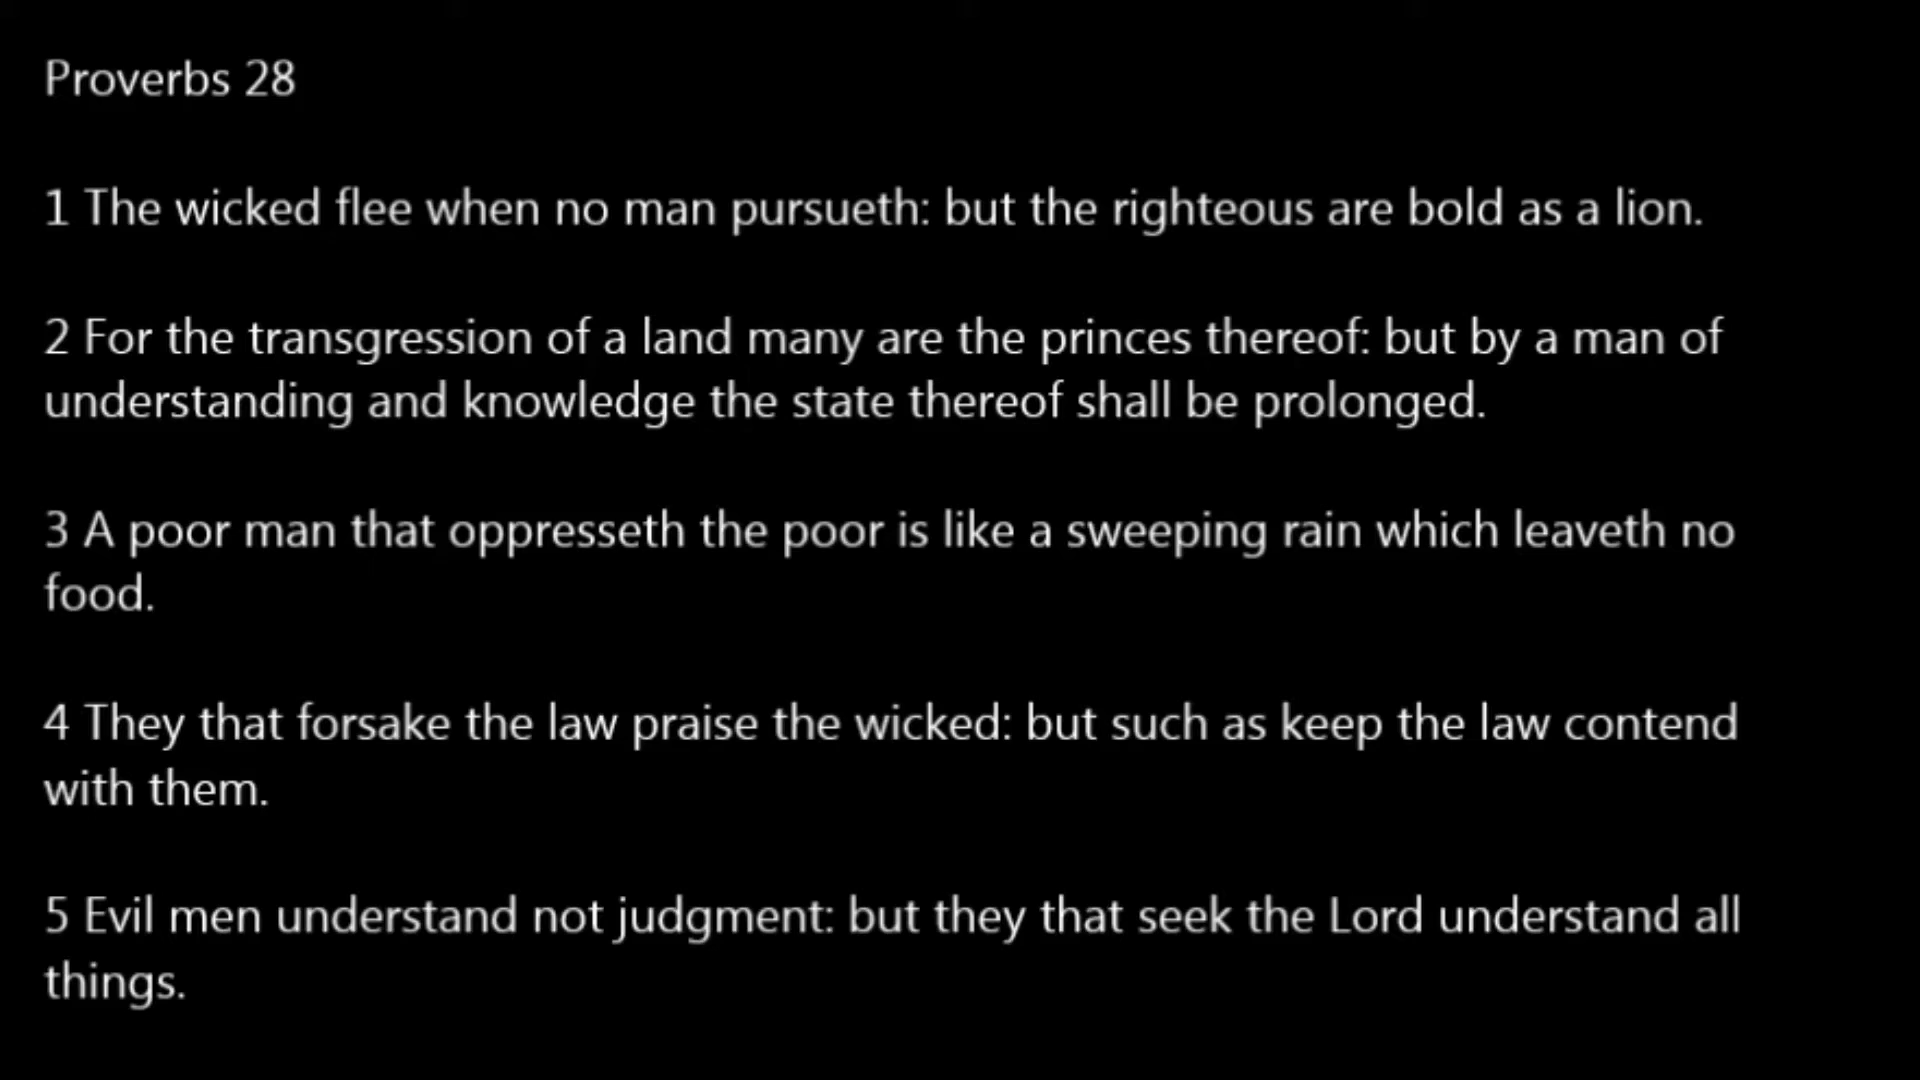 Proverbs 28
1 The wicked flee when no man pursueth: but the righteous are bold as a lion.
2 For the transgression of a land many are the princes thereof: but by a man of
understanding and knowledge the state thereof shall be prolonged.
3 A poor man that oppresseth the poor is like a sweeping rain which leaveth no
food.
4 They that forsake the law praise the wicked: but such as keep the law contend
with them.
5 Evil men understand not judgment: but they that seek the Lord understand all
things.